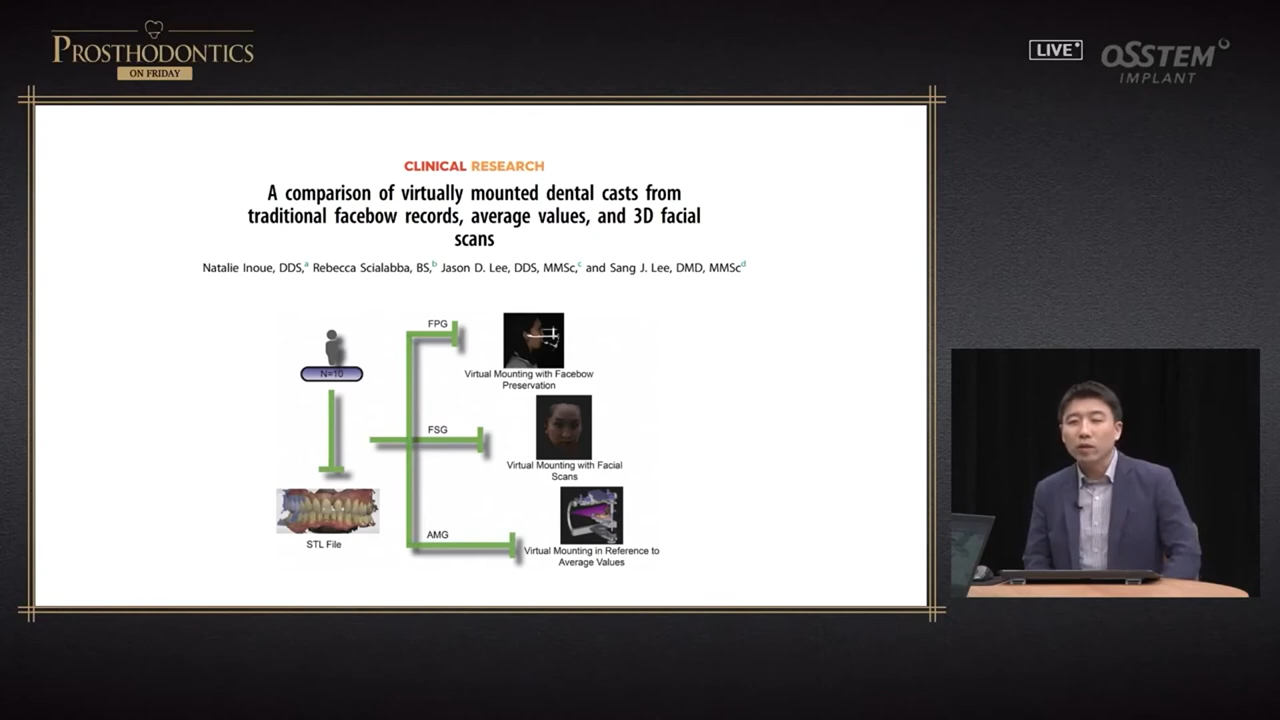 PROSTHODONTICS
ON FRIDAY
LIVE
OSSTEM
IMPLANT
CLINICAL RESEARCH
A comparison of virtually mounted dental casts from
traditional facebow records, average values, and 3D facial
scans
Natalie Inoue, DDS,a Rebecca Scialabba, BS,b Jason D. Lee, DDS, MMSc,c and Sang J. Lee, DMD, MMScd
FPG
N=10
Virtual Mounting with Facebow
Preservation
FSG
Virtual Mounting with Facial
Scans
AMG
STL File
Virtual Mounting in Reference to
Average Values